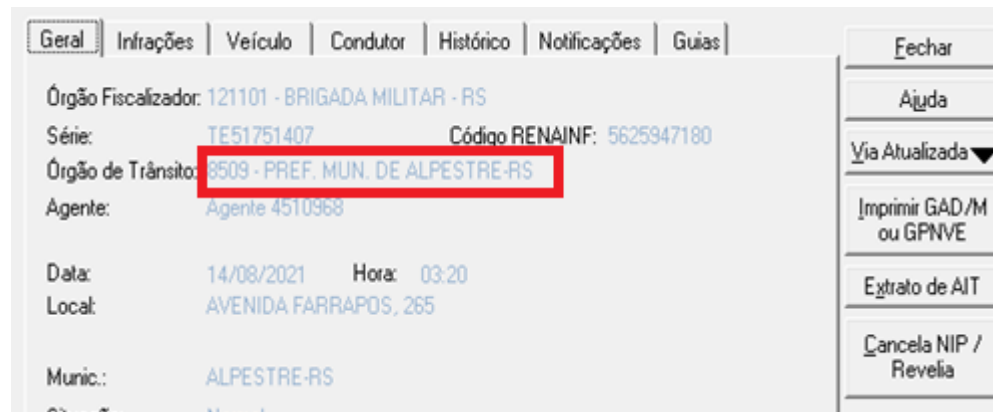 Geral Infrações Veículo Condutor Histórico Notificações Guias
Fechar
Órgão Fiscalizador: 121101 - BRIGADA MILITAR - RS
Ajuda
Série: TE51751407 Código RENAINF: 5625947180
Via Atualizada
Órgão de Trânsito: 8509 - PREF. MUN. DE ALPESTRE-RS
Agente: Agente 4510968
Imprimir GAD/M
ou GPNVE
Data: 14/08/2021 Hora: 03:20
Extrato de AIT
Local: AVENIDA FARRAPOS, 265
Cancela NIP /
Revelia
Munic.: ALPESTRE-RS